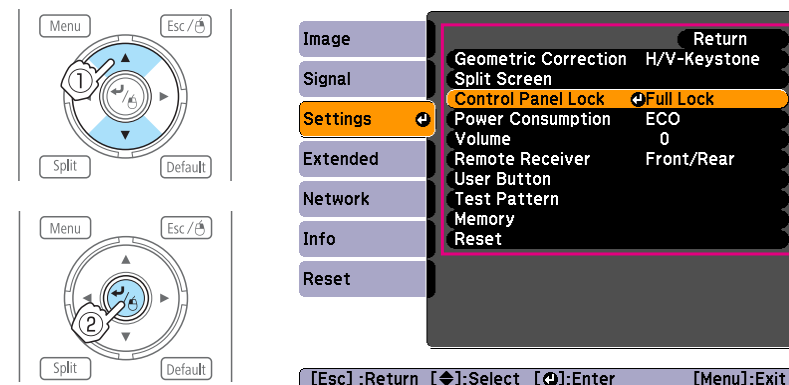 Menu
Esc/
1
Split
Default
Menu
Esc/
2
Split
Default
Image
Signal
Settings
Extended
Network
Info
Reset
Return
Geometric Correction H/V-Keystone
Split Screen
Control Panel Lock Full Lock
Power Consumption ECO
Volume 0
Remote Receiver Front/Rear
User Button
Test Pattern
Memory
Reset
[Esc] :Return [◆]:Select [⏎]:Enter [Menu]:Exit